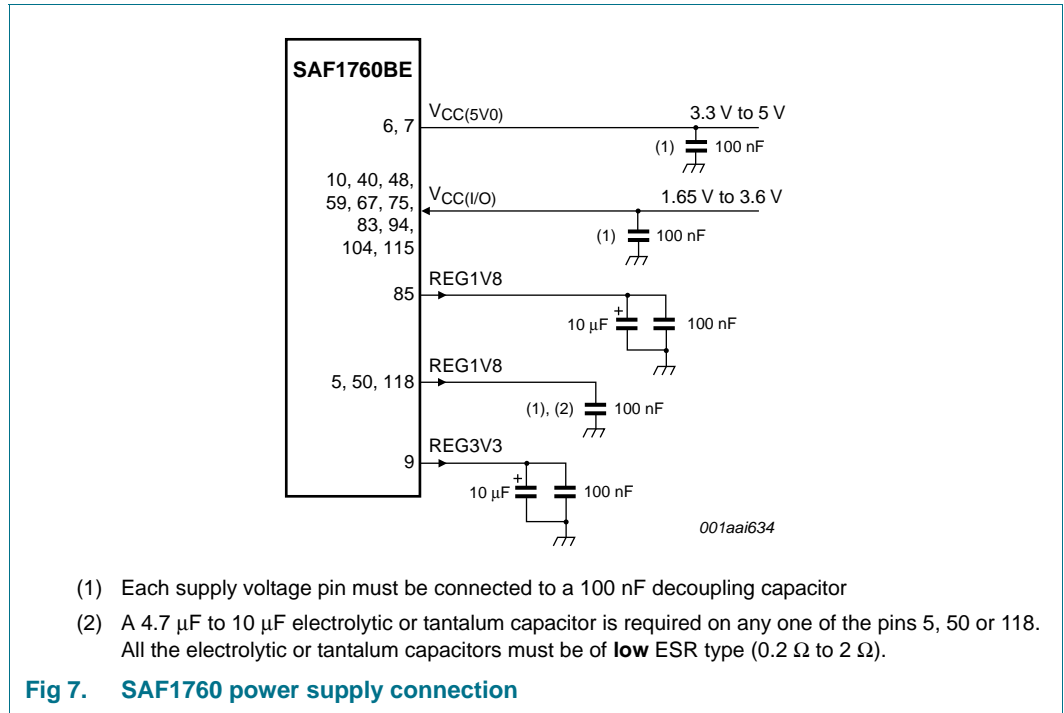 SAF1760BE
6, 7
VCC(5V0)
3.3 V to 5 V
(1)
100 nF
10, 40, 48,
59, 67, 75,
83, 94,
104, 115
VCC(I/O)
1.65 V to 3.6 V
(1)
100 nF
85
REG1V8
+
10 μF
100 nF
5, 50, 118
REG1V8
(1), (2)
100 nF
9
REG3V3
+
10 μF
100 nF
001aai634
(1) Each supply voltage pin must be connected to a 100 nF decoupling capacitor
(2) A 4.7 μF to 10 μF electrolytic or tantalum capacitor is required on any one of the pins 5, 50 or 118.
All the electrolytic or tantalum capacitors must be of low ESR type (0.2 Ω to 2 Ω).
Fig 7. SAF1760 power supply connection